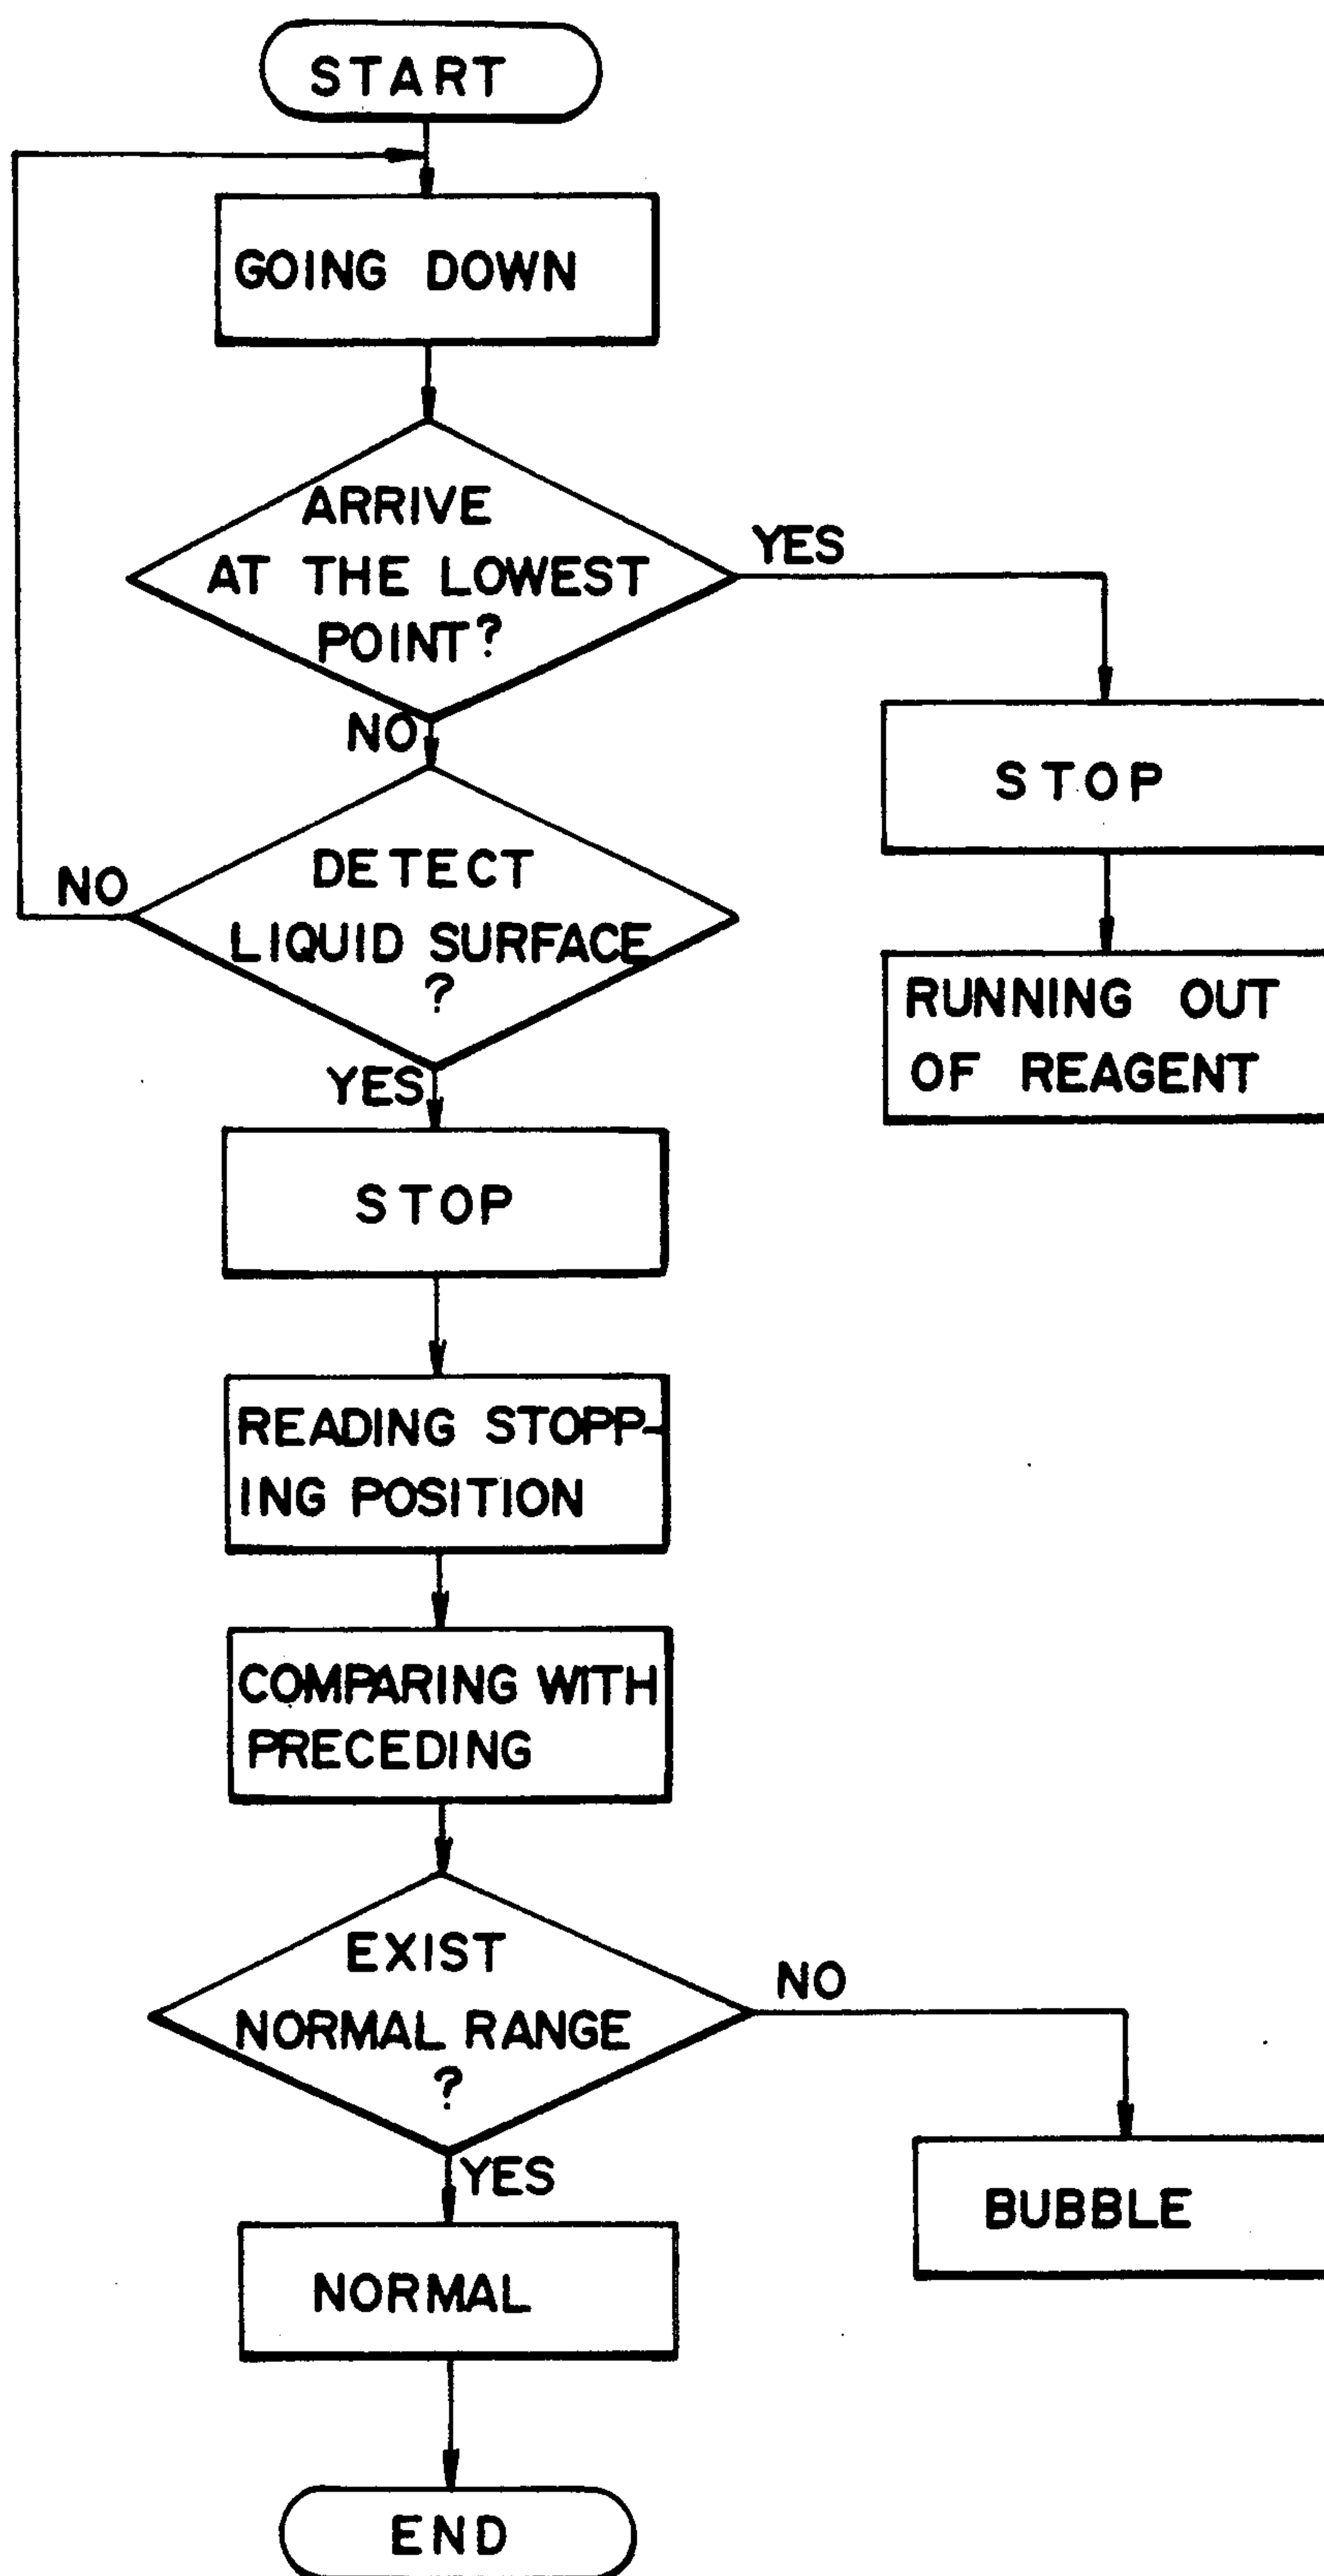 START
GOING DOWN
ARRIVE
AT THE LOWEST
POINT?
YES
NO
STOP
DETECT
LIQUID SURFACE
?
NO
YES
RUNNING OUT
OF REAGENT
STOP
READING STOPP-
ING POSITION
COMPARING WITH
PRECEDING
EXIST
NORMAL RANGE
?
NO
YES
BUBBLE
NORMAL
END